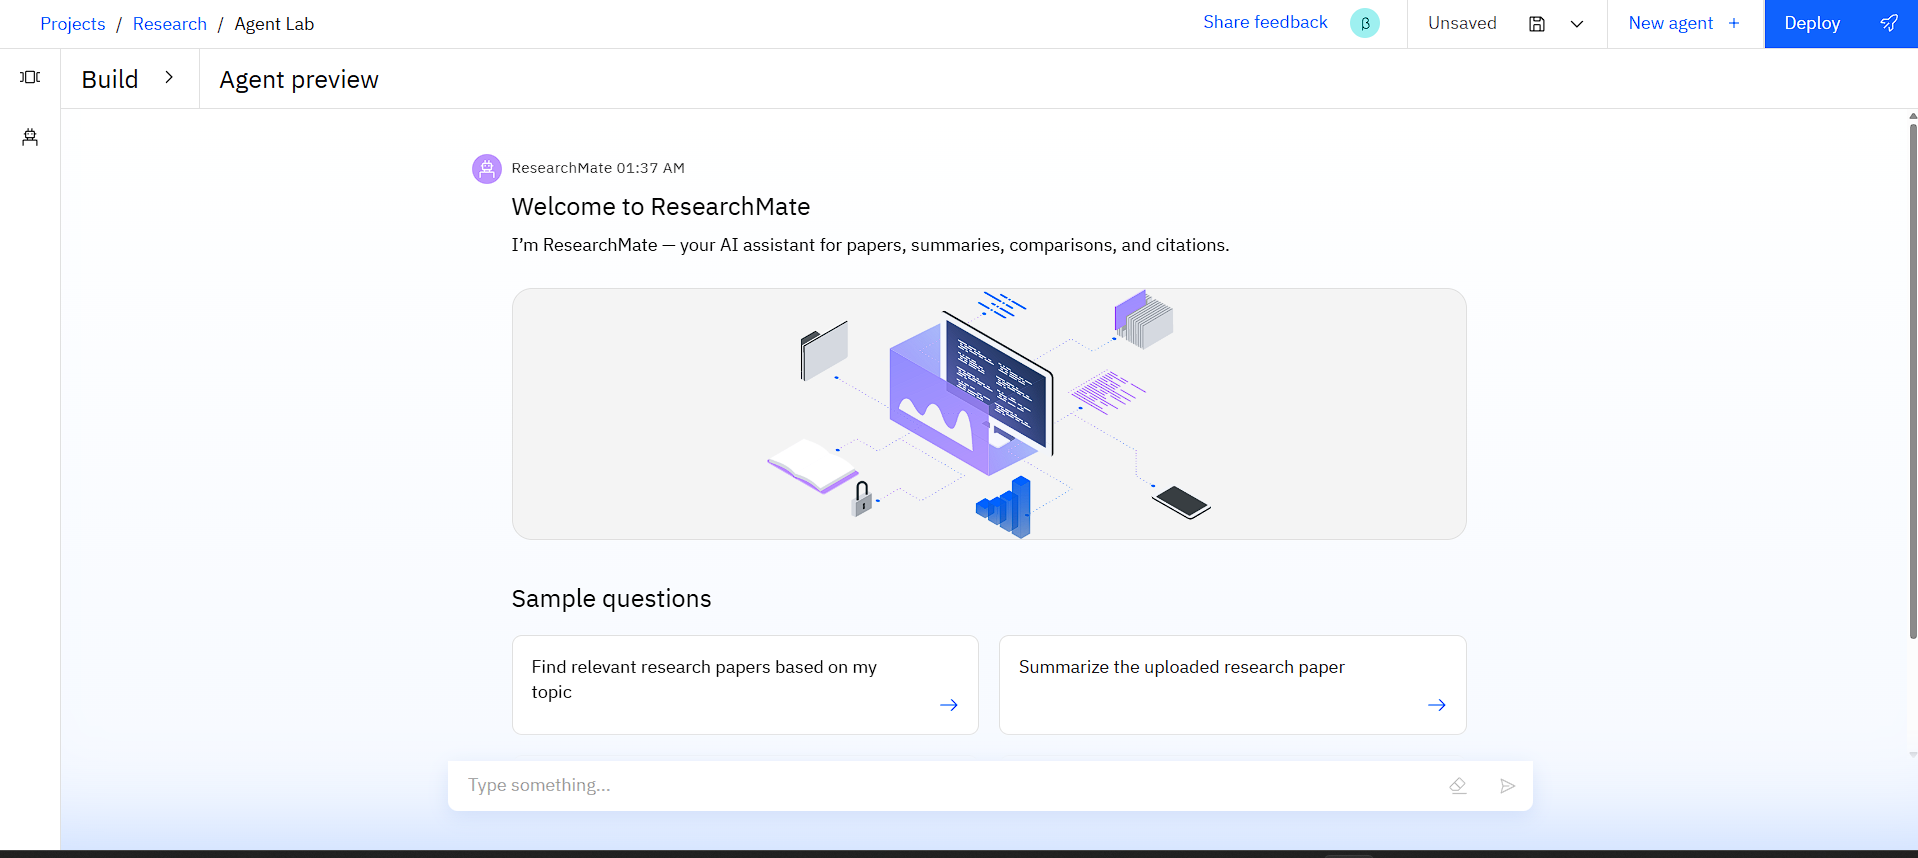 Projects / Research / Agent Lab
Share feedback
β
Unsaved
New agent +
Deploy
Build
Agent preview
ResearchMate 01:37 AM
Welcome to ResearchMate
I’m ResearchMate — your AI assistant for papers, summaries, comparisons, and citations.
Sample questions
Find relevant research papers based on my
topic
Summarize the uploaded research paper
Type something...